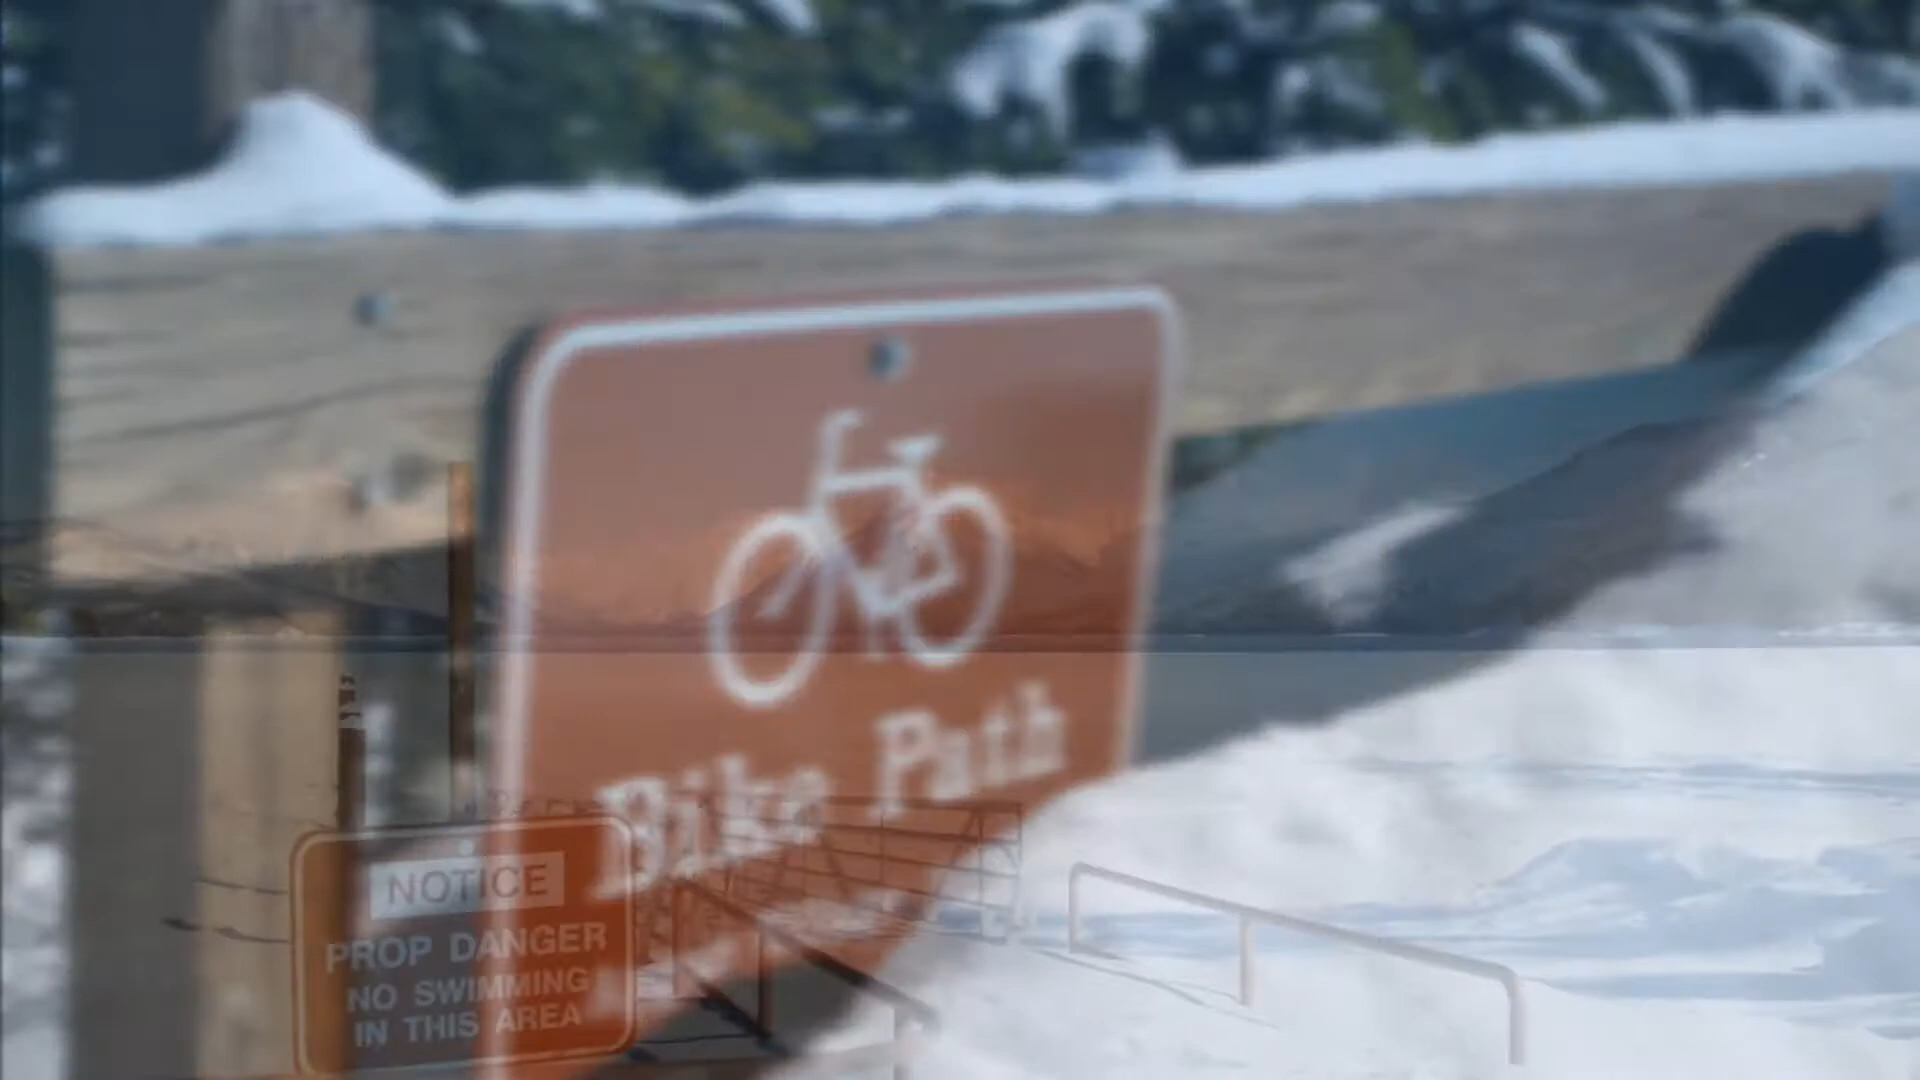 Bike Path
NOTICE
PROP DANGER
NO SWIMMING
IN THIS AREA